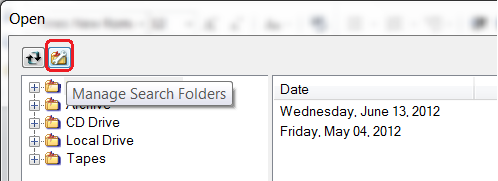 Open
Manage Search Folders
Archive
CD Drive
Local Drive
Tapes
Date
Wednesday, June 13, 2012
Friday, May 04, 2012